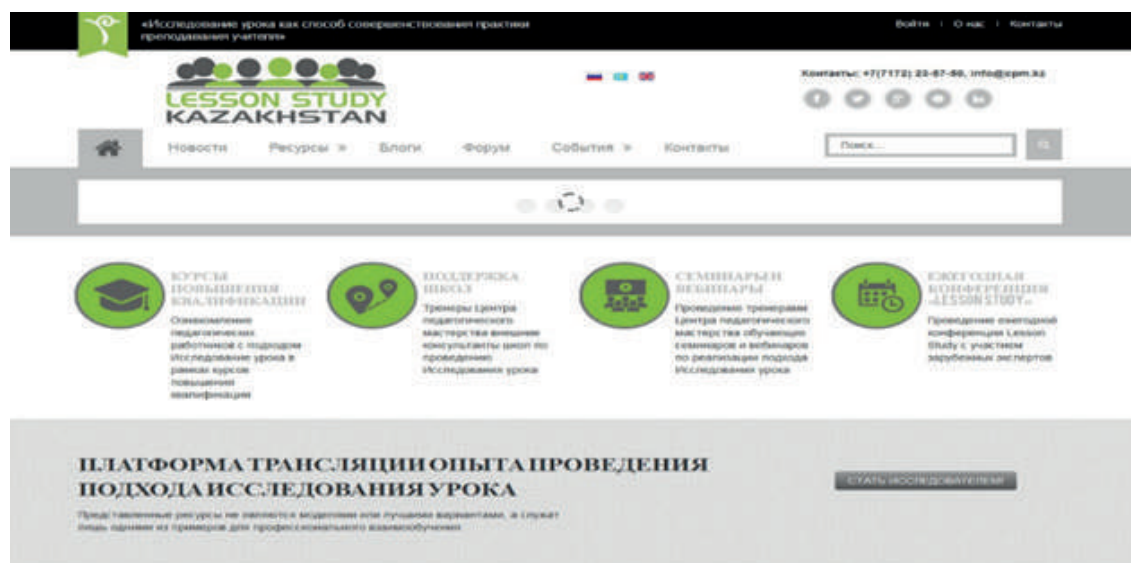 «Исследование урока как способ совершенствования практики
преподавания учителя»
Войти | О нас | Контакты
LESSON STUDY
KAZAKHSTAN
Контакты: +7(7172) 23-57-50, info@cpm.kz
Новости Ресурсы » Блоги Форум События » Контакты
Поиск...
КУРСЫ
ПОВЫШЕНИЯ
КВАЛИФИКАЦИИ
Ознакомление
педагогических
работников с подходом
Исследование урока в
рамках курсов
повышения
квалификации
ПОДДЕРЖКА
ШКОЛ
Тренеры Центра
педагогического
мастерства внешние
консультанты школ по
проведению
Исследования урока
СЕМИНАРЫ И
ВЕБИНАРЫ
Проведение тренерами
Центра педагогического
мастерства обучающих
семинаров и вебинаров
по реализации подхода
Исследования урока
ЕЖЕГОДНАЯ
КОНФЕРЕНЦИЯ
«LESSON STUDY»
Проведение ежегодной
конференции Lesson
Study с участием
зарубежных экспертов
ПЛАТФОРМА ТРАНСЛЯЦИИ ОПЫТА ПРОВЕДЕНИЯ
ПОДХОДА ИССЛЕДОВАНИЯ УРОКА
СТАТЬ ИССЛЕДОВАТЕЛЕМ!
Представленные ресурсы не являются моделями или лучшими вариантами, а служат
лишь одними из примеров для профессионального взаимообучения